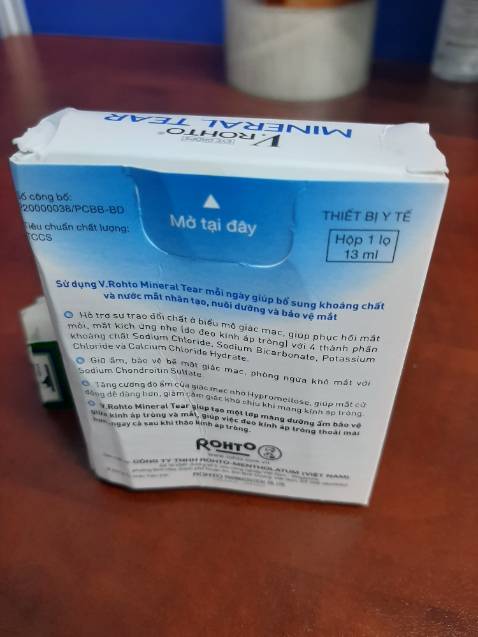 MINERAL TEAR
V.ROHTO®
EYE DROPS
Số công bố:
20000036/PCBB-BD
Tiêu chuẩn chất lượng:
TCCS
Mở tại đây
THIẾT BỊ Y TẾ
Hộp 1 lọ
13 ml
Sử dụng V.Rohto Mineral Tear mỗi ngày giúp bổ sung khoáng chất
và nước mắt nhân tạo, nuôi dưỡng và bảo vệ mắt
Hỗ trợ sự trao đổi chất ở biểu mô giác mạc, giúp phục hồi mắt
mỏi, mắt kích ứng nhẹ (do đeo kính áp tròng) với 4 thành phần
khoáng chất Sodium Chloride, Sodium Bicarbonate, Potassium
Chloride và Calcium Chloride Hydrate.
Giữ ẩm, bảo vệ bề mặt giác mạc, phòng ngừa khô mắt với
Sodium Chondroitin Sulfate.
Tăng cường độ ẩm của giác mạc nhờ Hypromellose, giúp mắt cử
động dễ dàng hơn, giảm cảm giác khó chịu khi mang kính áp tròng.
V.Rohto Mineral Tear giúp tạo một lớp màng dưỡng ẩm bảo vệ
giữa kính áp tròng và mắt, giúp việc đeo kính áp tròng thoải mái
hơn, ngay cả sau khi tháo kính áp tròng.
ROHTO
www.rohto.com.vn
CÔNG TY TNHH ROHTO-MENTHOLATUM (VIỆT NAM)